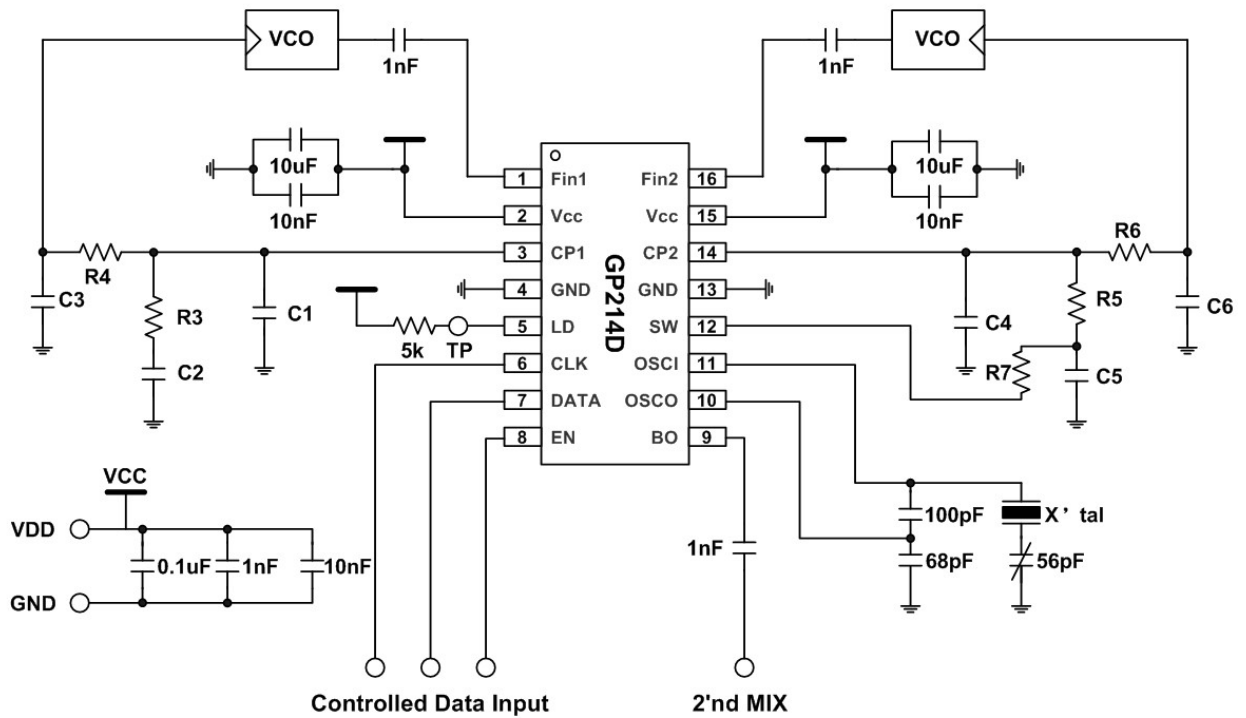 VCO
1nF
VCO
1nF
10uF
10nF
10uF
10nF
GP214D
1 Fin1
2 Vcc
3 CP1
4 GND
5 LD
6 CLK
7 DATA
8 EN
Fin2 16
Vcc 15
CP2 14
GND 13
SW 12
OSCI 11
OSCO 10
BO 9
R4
C3
R3
C2
C1
5k TP
R6
R5
C6
C4
R7
C5
VCC
VDD
GND
0.1uF
1nF
10nF
1nF
100pF
68pF
X' tal
56pF
Controlled Data Input
2'nd MIX